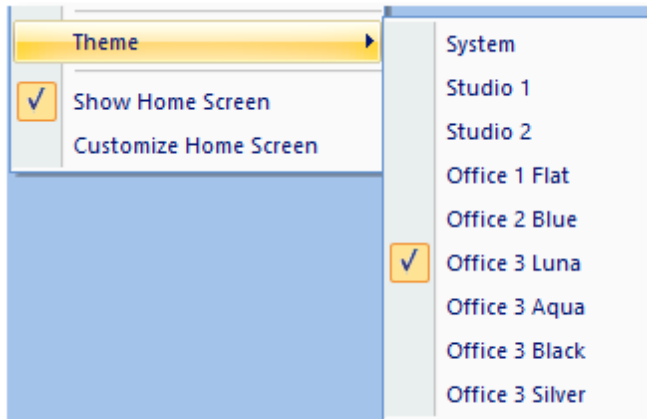 Theme
Show Home Screen
Customize Home Screen
System
Studio 1
Studio 2
Office 1 Flat
Office 2 Blue
Office 3 Luna
Office 3 Aqua
Office 3 Black
Office 3 Silver